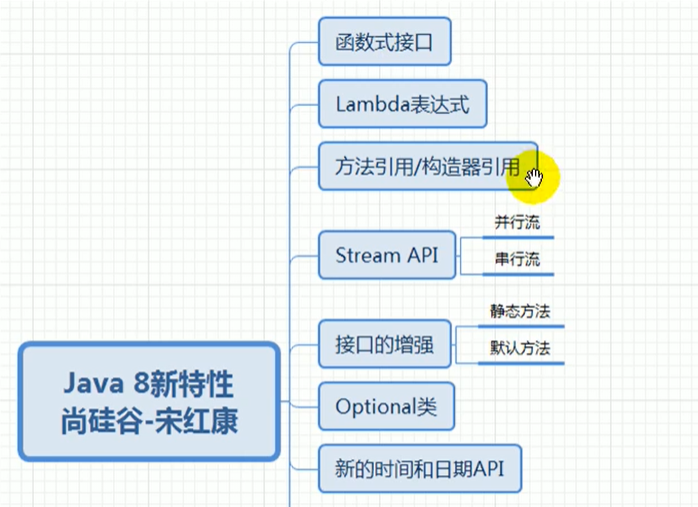 函数式接口
Lambda表达式
方法引用/构造器引用
Stream API
并行流
串行流
接口的增强
静态方法
默认方法
Java 8新特性
尚硅谷-宋红康
Optional类
新的时间和日期API